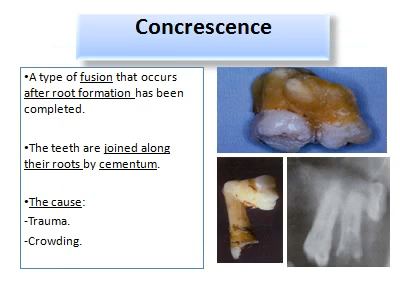 Concrescence
•A type of fusion that occurs
after root formation has been
completed.
•The teeth are joined along
their roots by cementum.
•The cause:
-Trauma.
-Crowding.